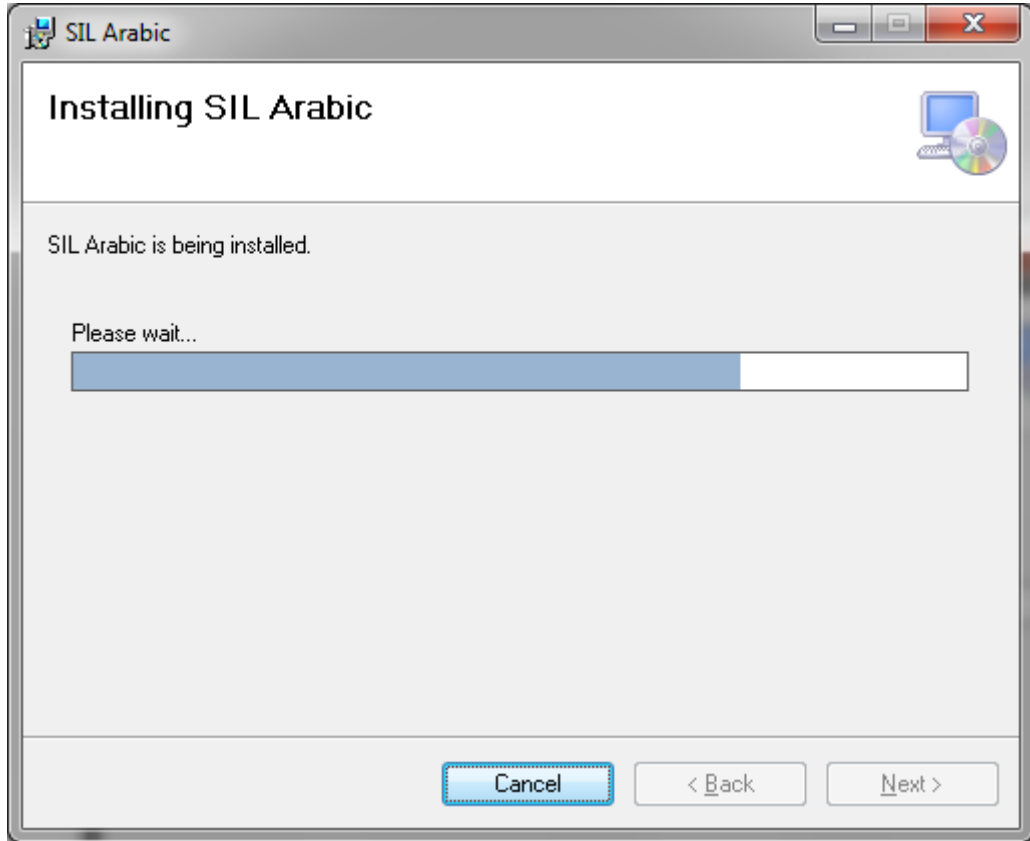 SIL Arabic
Installing SIL Arabic
SIL Arabic is being installed.
Please wait...
Cancel
< Back
Next >